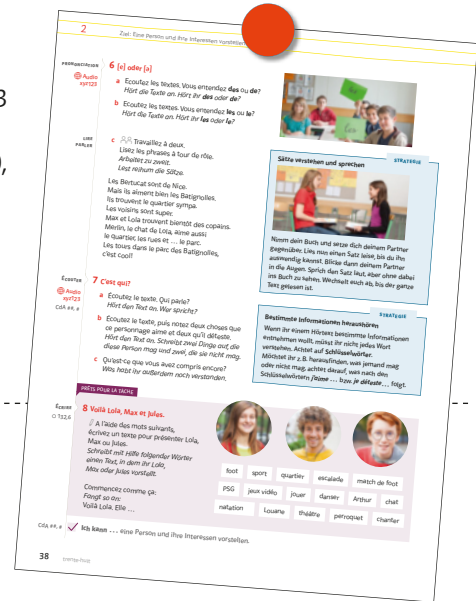 3
),
2 Ziel: Eine Person und ihre Interessen vorstellen
PRONONCIATION
Audio
6 [e] oder [ə]
a Écoutez les textes. Vous entendez des ou de?
Hört die Texte an. Hört ihr des oder de?
b Écoutez les textes. Vous entendez les ou le?
Hört die Texte an. Hört ihr les oder le?
LIRE
PARLER
c Travaillez à deux.
Lisez les phrases à tour de rôle.
Arbeitet zu zweit.
Lest reihum die Sätze.
Les Bertucat sont de Nice.
Mais ils aiment bien les Batignolles.
Ils trouvent le quartier sympa.
Les voisins sont super.
Max et Lola trouvent bientôt des copains.
Merlin, le chat de Lola, aime aussi
le quartier, les rues et ... le parc.
Les tours dans le parc des Batignolles,
c'est cool!
STRATEGIE
Sätze verstehen und sprechen
Nimm dein Buch und setze dich deinem Partner
gegenüber. Lies nun einen Satz leise, bis du ihn
auswendig kannst. Blicke dann deinem Partner
in die Augen. Sprich den Satz laut, aber ohne dabei
ins Buch zu sehen. Wechselt euch ab, bis der ganze
Text gelesen ist.
ÉCOUTER
Audio
7 C'est qui?
a Écoutez le texte. Qui parle?
Hört den Text an. Wer spricht?
b Écoutez le texte, puis notez deux choses que
ce personnage aime et deux qu'il déteste.
Hört den Text an. Schreibt zwei Dinge auf, die
diese Person mag und zwei, die sie nicht mag.
c Qu'est-ce que vous avez compris encore?
Was habt ihr außerdem noch verstanden.
STRATEGIE
Bestimmte Informationen heraushören
Wenn ihr einem Hörtext bestimmte Informationen
entnehmen wollt, müsst ihr nicht jedes Wort
verstehen. Achtet auf Schlüsselwörter.
Möchtet ihr z.B. herausfinden, was jemand mag
oder nicht mag, achtet darauf, was nach den
Schlüsselwörtern j'aime ... bzw. je déteste ... folgt.
PRÊTS POUR LA TÂCHE
8 Voilà Lola, Max et Jules.
À l'aide des mots suivants,
écrivez un texte pour présenter Lola,
Max ou Jules.
Schreibt mit Hilfe folgender Wörter
einen Text, in dem ihr Lola,
Max oder Jules vorstellt.
Commencez comme ça:
Fangt so an:
Voilà Lola. Elle ...
foot sport quartier escalade match de foot
PSG jeux vidéo jouer danser Arthur chat
natation Louane théâtre perroquet chanter
Ich kann ... eine Person und ihre Interessen vorstellen.
38